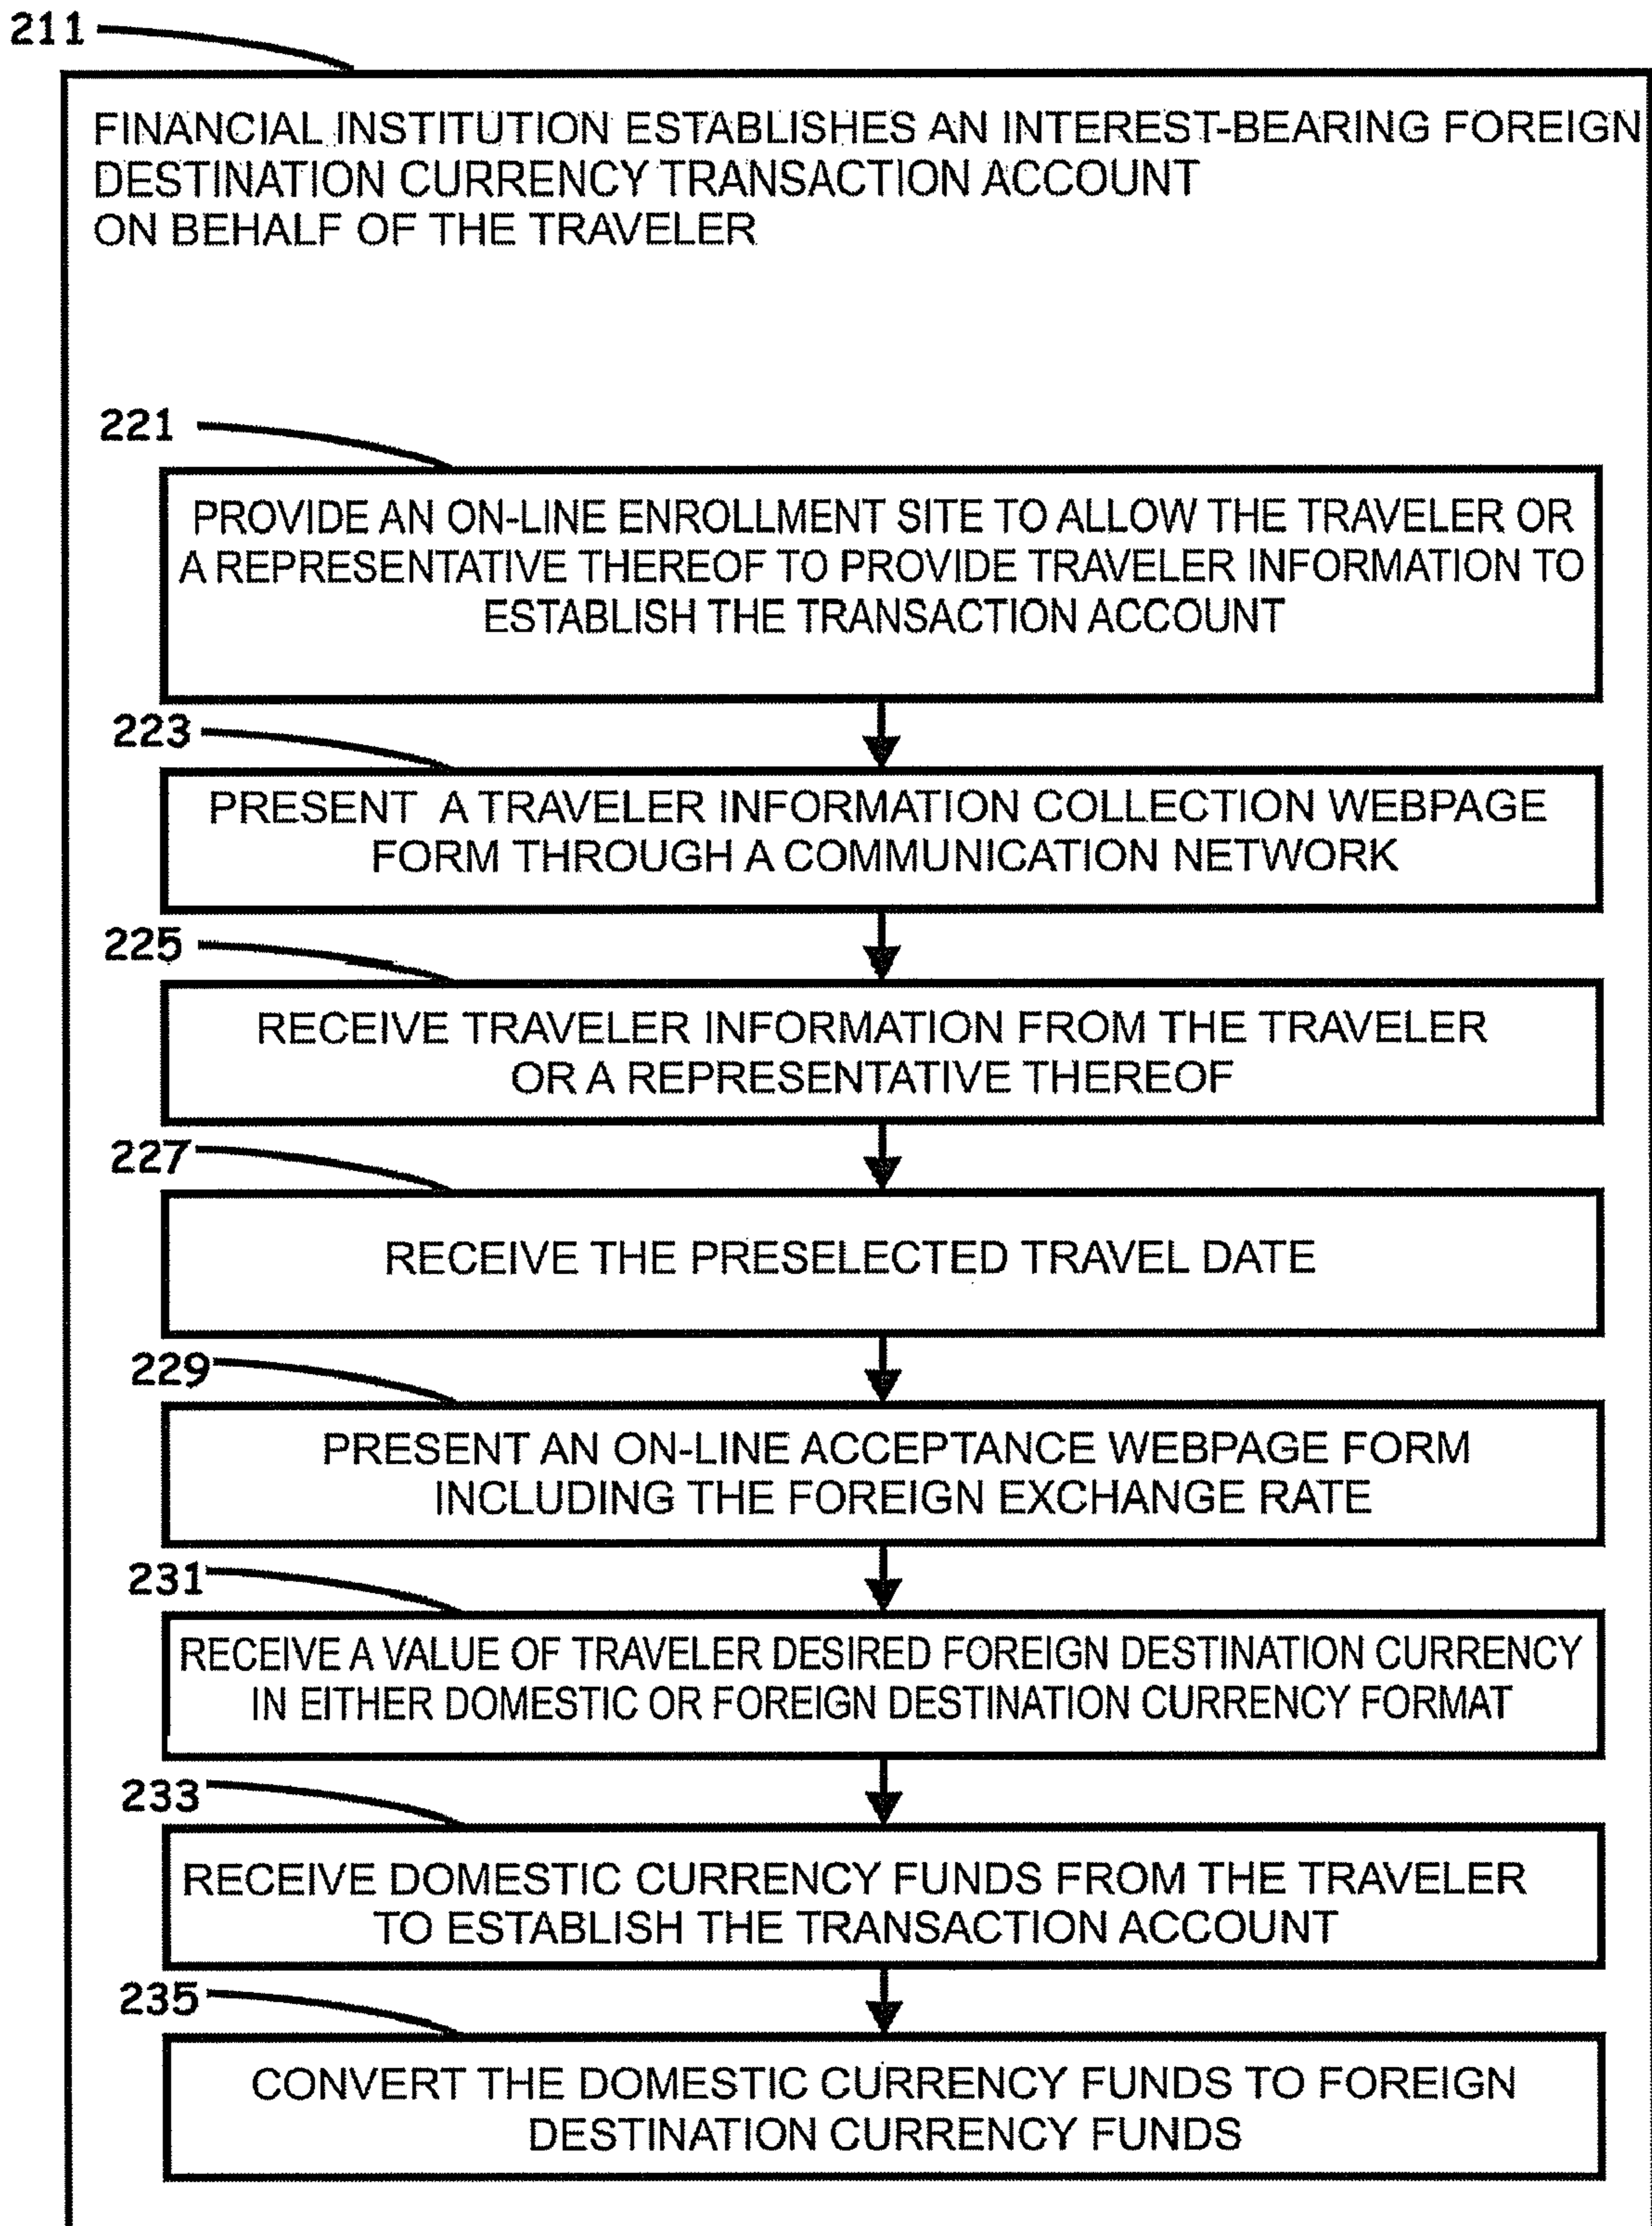 211
FINANCIAL INSTITUTION ESTABLISHES AN INTEREST-BEARING FOREIGN
DESTINATION CURRENCY TRANSACTION ACCOUNT
ON BEHALF OF THE TRAVELER
221
PROVIDE AN ON-LINE ENROLLMENT SITE TO ALLOW THE TRAVELER OR
A REPRESENTATIVE THEREOF TO PROVIDE TRAVELER INFORMATION TO
ESTABLISH THE TRANSACTION ACCOUNT
223
PRESENT A TRAVELER INFORMATION COLLECTION WEBPAGE
FORM THROUGH A COMMUNICATION NETWORK
225
RECEIVE TRAVELER INFORMATION FROM THE TRAVELER
OR A REPRESENTATIVE THEREOF
227
RECEIVE THE PRESELECTED TRAVEL DATE
229
PRESENT AN ON-LINE ACCEPTANCE WEBPAGE FORM
INCLUDING THE FOREIGN EXCHANGE RATE
231
RECEIVE A VALUE OF TRAVELER DESIRED FOREIGN DESTINATION CURRENCY
IN EITHER DOMESTIC OR FOREIGN DESTINATION CURRENCY FORMAT
233
RECEIVE DOMESTIC CURRENCY FUNDS FROM THE TRAVELER
TO ESTABLISH THE TRANSACTION ACCOUNT
235
CONVERT THE DOMESTIC CURRENCY FUNDS TO FOREIGN
DESTINATION CURRENCY FUNDS